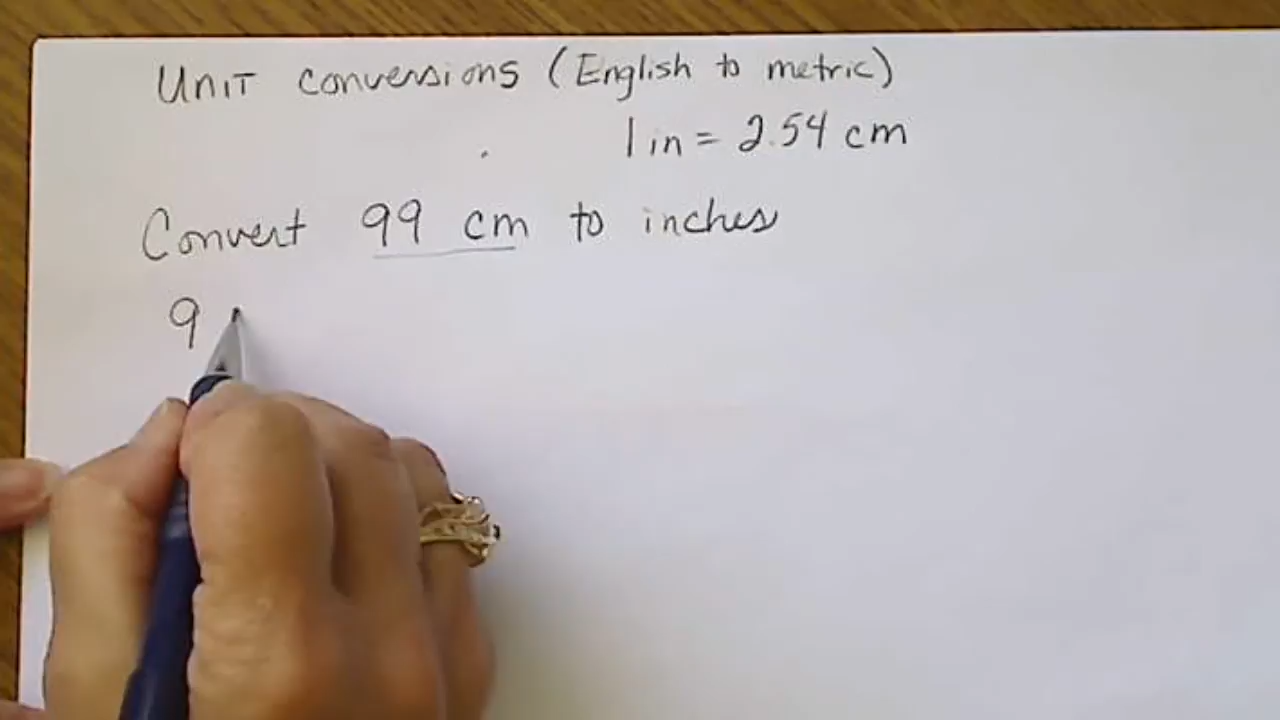 Unit conversions (English to metric)
1 in = 2.54 cm
Convert 99 cm to inches
9